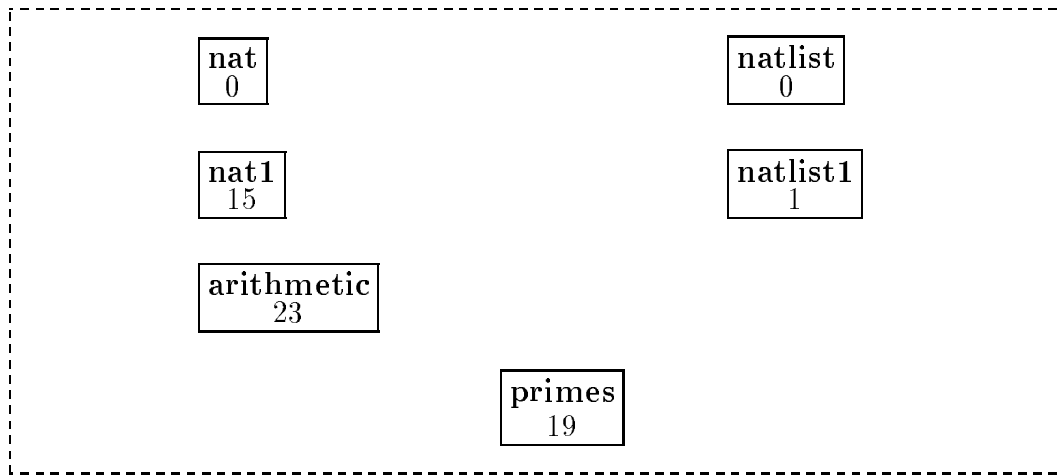 nat
0
natlist
0
nat1
15
natlist1
1
arithmetic
23
primes
19